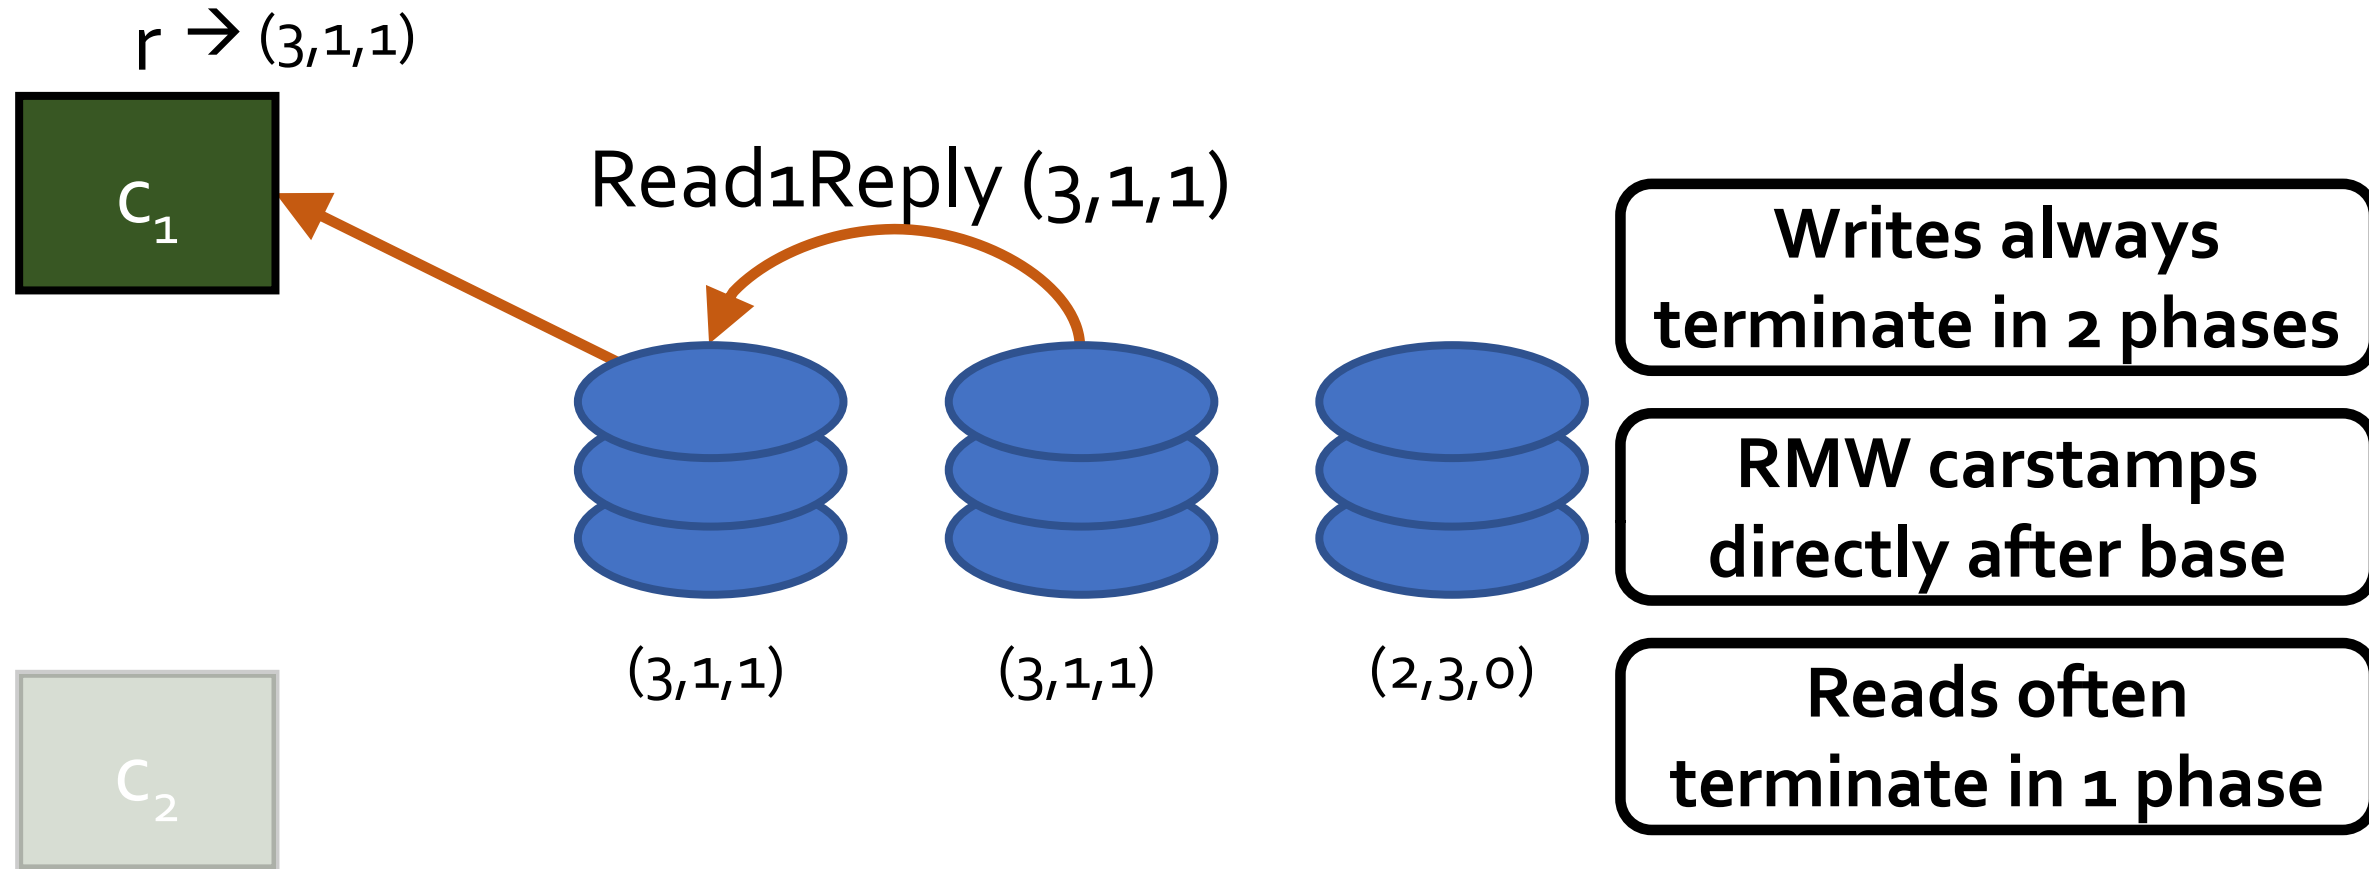 r → (3,1,1)
C1
Read1Reply (3,1,1)
Writes always
terminate in 2 phases
RMW carstamps
directly after base
(3,1,1)
(3,1,1)
(2,3,0)
Reads often
terminate in 1 phase
C2